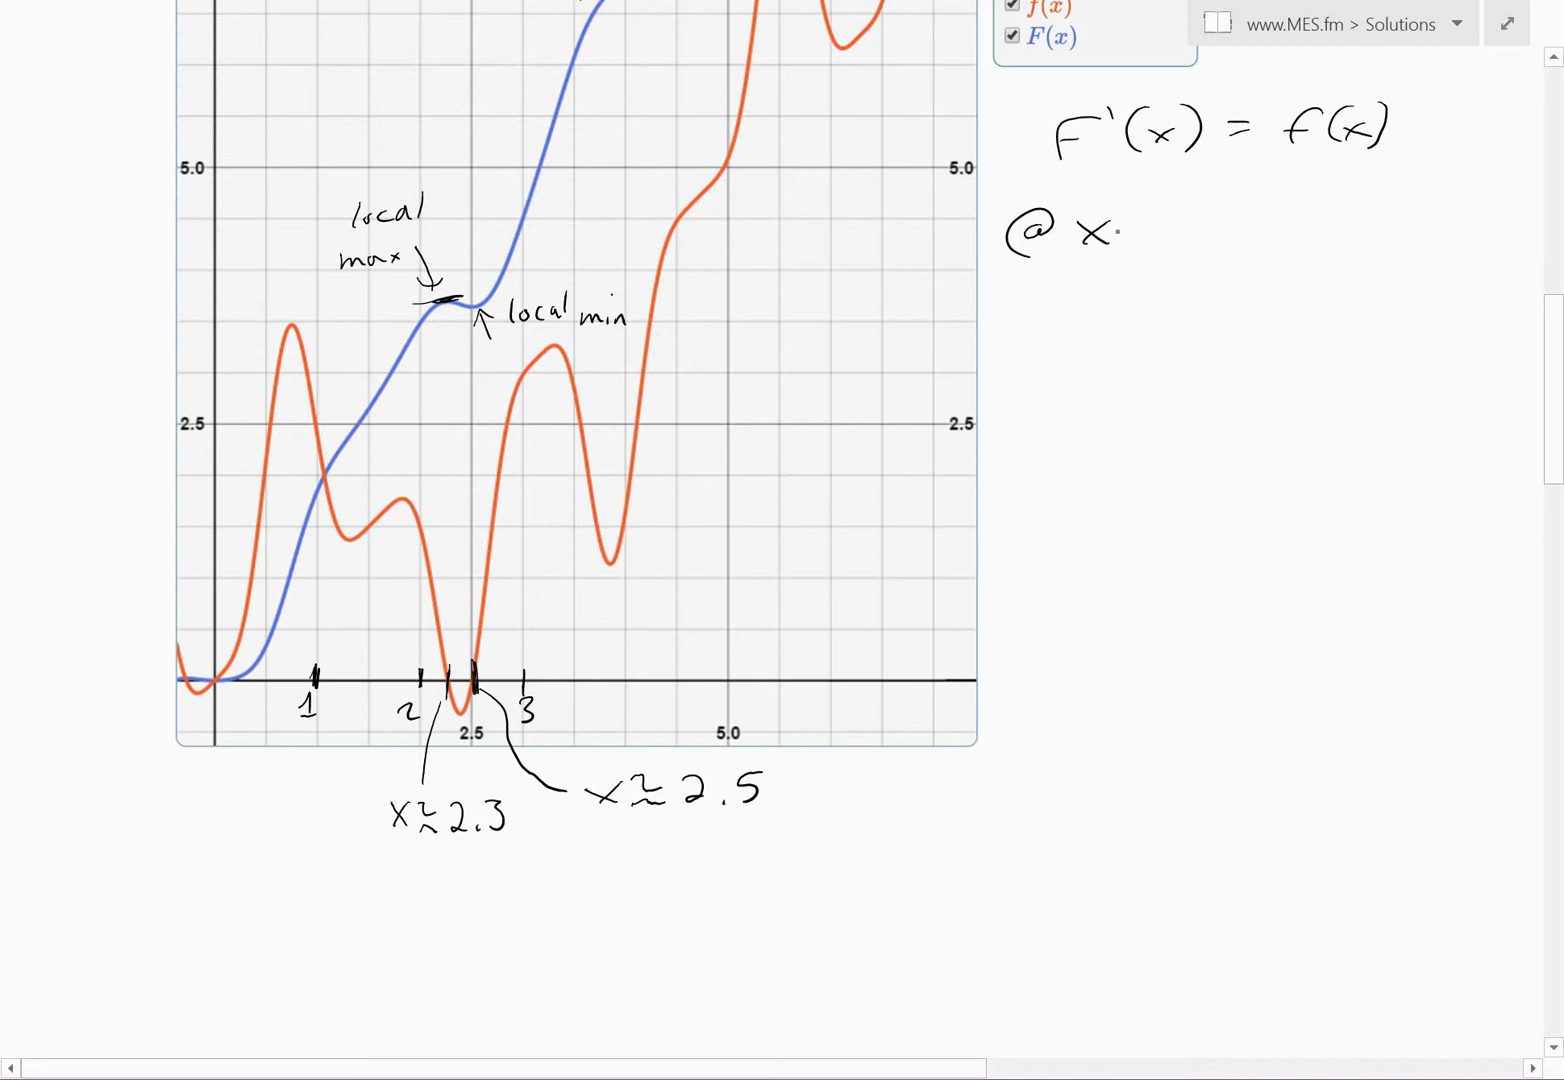 f(x)
F(x)
www.MES.fm > Solutions
F'(x) = f(x)
@ x
5.0
5.0
local
max
local min
2.5
2.5
1
2
3
2.5
5.0
x ≈ 2.3
x ≈ 2.5